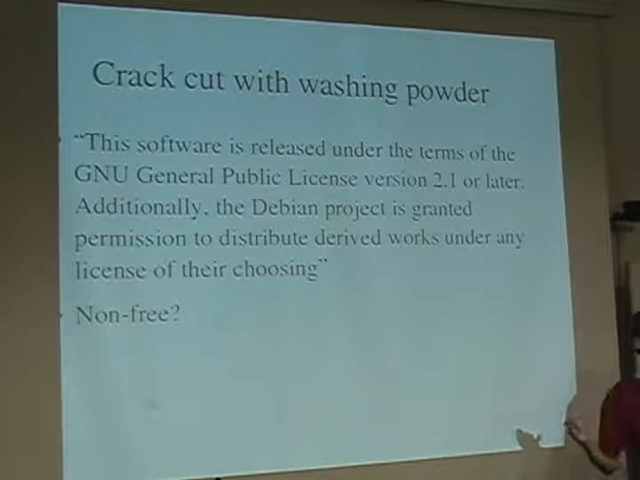 Crack cut with washing powder
"This software is released under the terms of the
GNU General Public License version 2.1 or later.
Additionally, the Debian project is granted
permission to distribute derived works under any
license of their choosing"
Non-free?